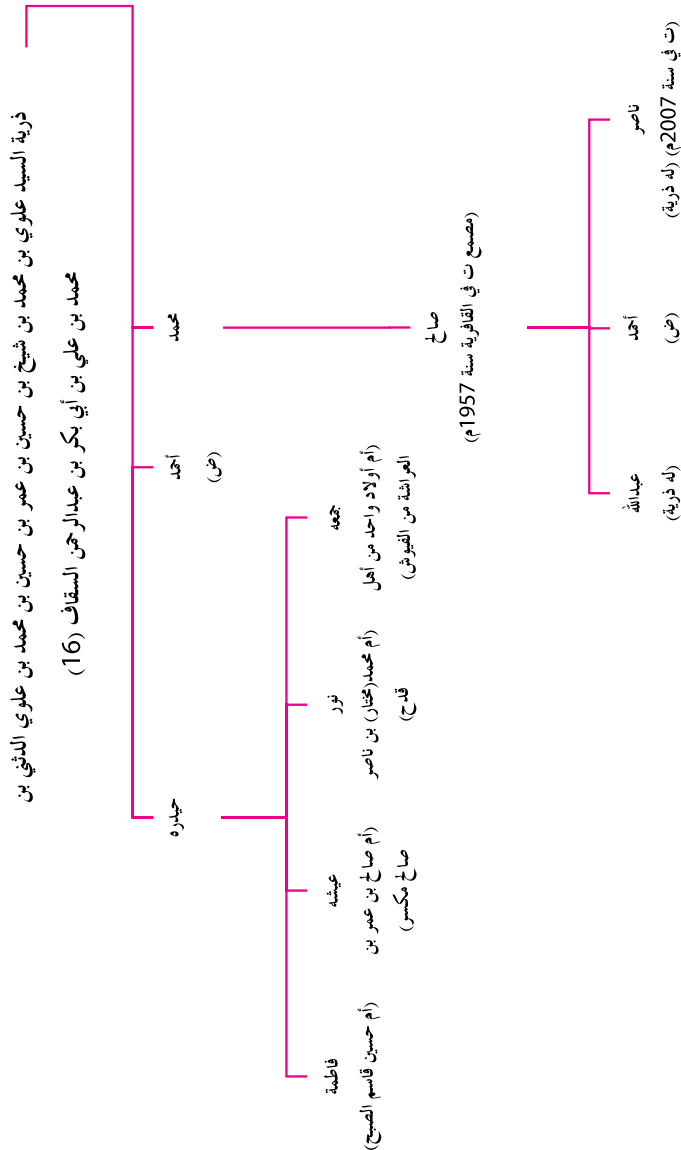 ذرية السيد علوي بن محمد بن شيخ بن حسين بن عمر بن حسين بن محمد بن علوي الدثني بن
محمد بن علي بن أبي بكر بن عبدالرحمن السقاف (16)
محمد
أحمد
(ض)
حيدره
جمعه
(أم أولاد واحد من أهل
العراشة من الفيوش)
نور
(أم محمد(مختار) بن ناصر
قدح)
عيشه
(أم صالح بن عمر بن
صالح مكسر)
فاطمة
(أم حسين قاسم الصبح)
صالح
(مصمع ت في القافرية سنة 1957م)
ناصر
(ت في سنة 2007م) (له ذرية)
أحمد
(ض)
عبدالله
(له ذرية)